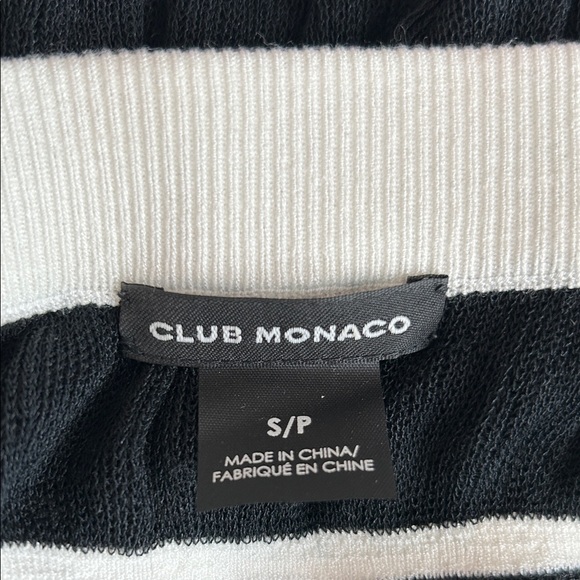 CLUB MONACO
S/P
MADE IN CHINA/
FABRIQUÉ EN CHINE